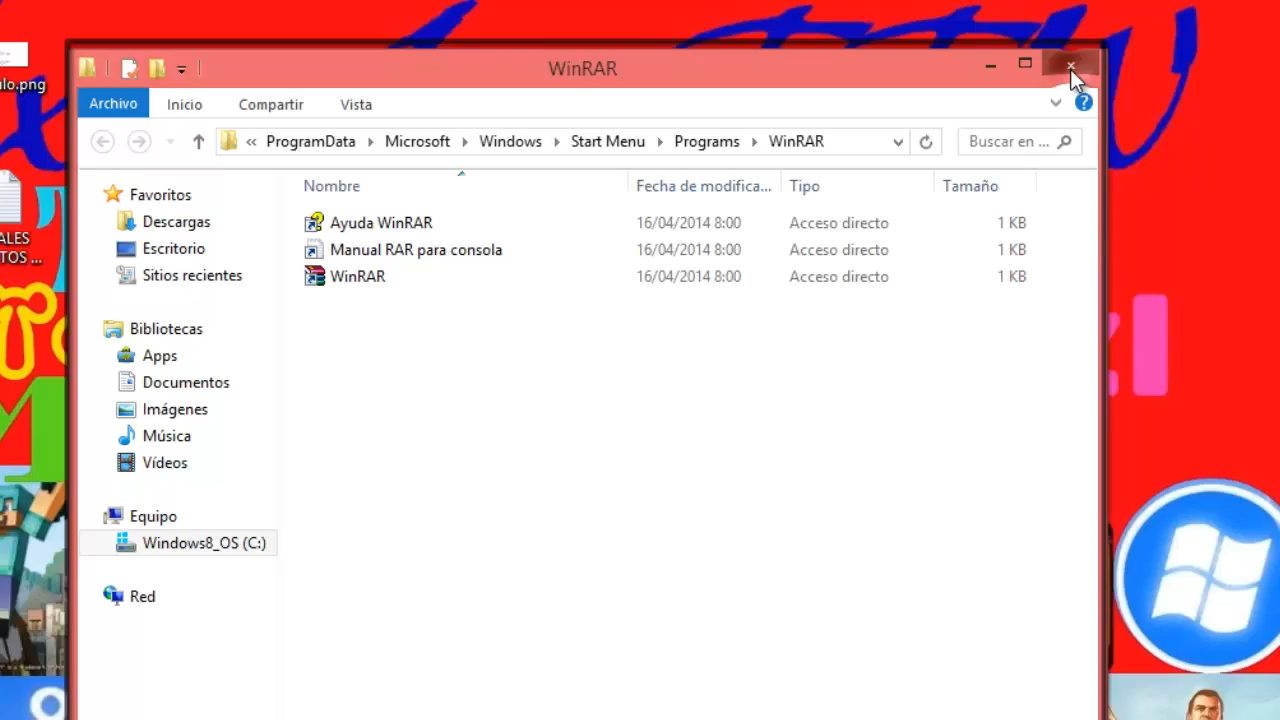 WinRAR
Archivo Inicio Compartir Vista
« ProgramData Microsoft Windows Start Menu Programs WinRAR
Buscar en ...
Nombre Fecha de modifica... Tipo Tamaño
Ayuda WinRAR 16/04/2014 8:00 Acceso directo 1 KB
Manual RAR para consola 16/04/2014 8:00 Acceso directo 1 KB
WinRAR 16/04/2014 8:00 Acceso directo 1 KB
Favoritos
Descargas
Escritorio
Sitios recientes
Bibliotecas
Apps
Documentos
Imágenes
Música
Vídeos
Equipo
Windows8_OS (C:)
Red
lo.png
ALES
TOS ...